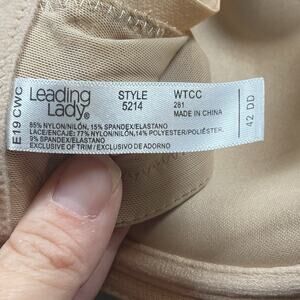 E19 CWC
Leading
Lady®
STYLE
5214
WTCC
281
MADE IN CHINA
85% NYLON/NILÓN, 15% SPANDEX/ELASTANO
LACE/ENCAJE: 77% NYLON/NILÓN,14% POLYESTER/POLIÉSTER,
9% SPANDEX/ELASTANO
EXCLUSIVE OF TRIM / EXCLUSIVO DE ADORNO
42 DD